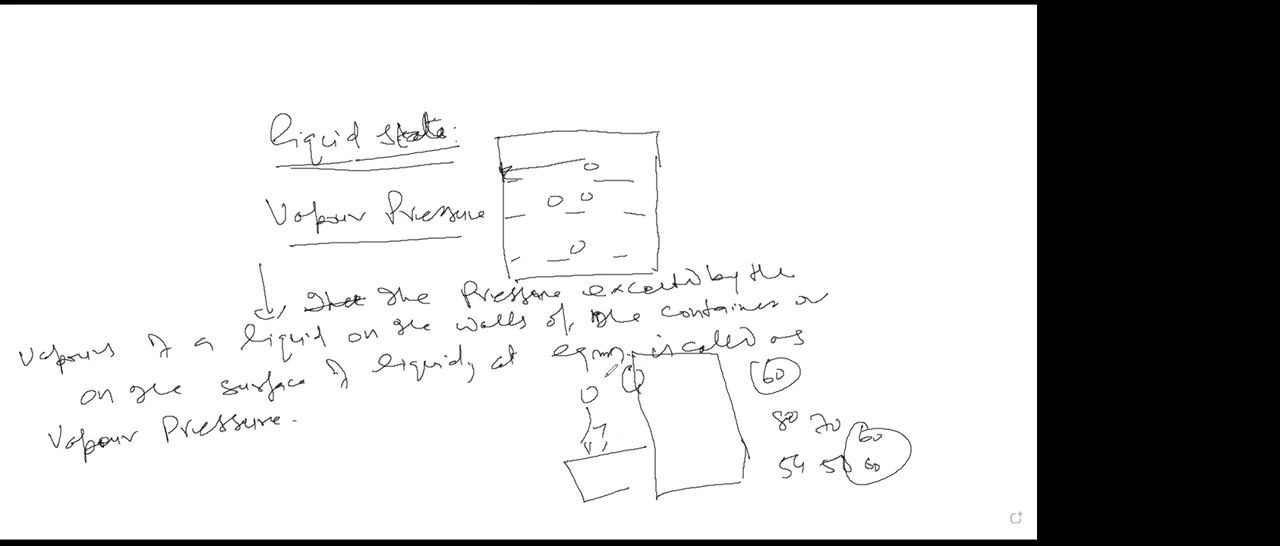 Liquid State:
Vapour Pressure
The Pressure excerted by the
Vapours of a liquid on the walls of the container or
on the surface of liquid, at eqm. is called as
Vapour Pressure.
60
80 70 60
54 58 60